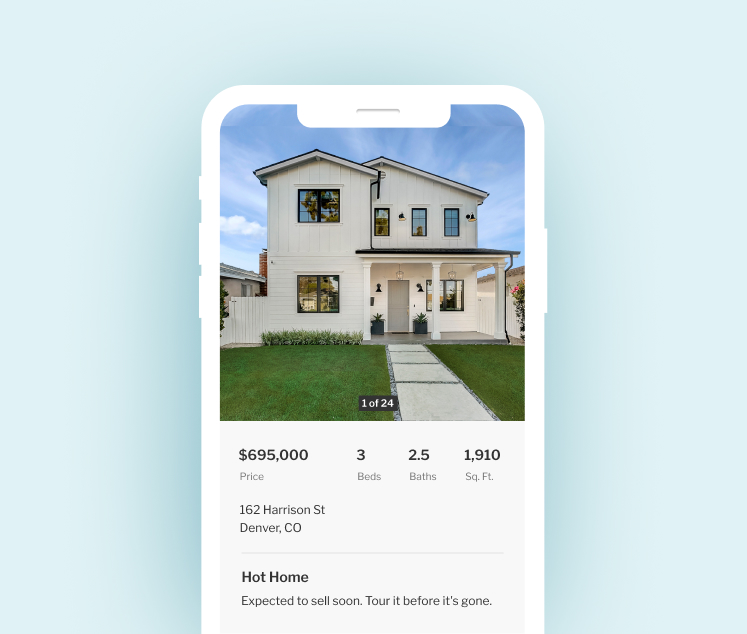 1 of 24
$695,000 3 2.5 1,910
Price Beds Baths Sq. Ft.
162 Harrison St
Denver, CO
Hot Home
Expected to sell soon. Tour it before it's gone.